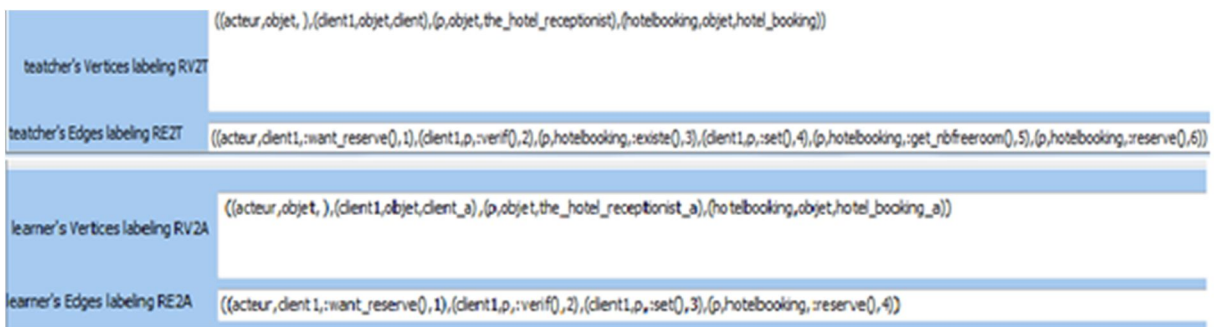 ((acteur,objet, ),(client1,objet,client),(p,objet,the_hotel_receptionist),(hotelbooking,objet,hotel_booking))
teatcher's Vertices labeling RV2T
teatcher's Edges labeling RE2T ((acteur,client1,:want_reserve(),1),(client1,p,:verif(),2),(p,hotelbooking,:existe(),3),(client1,p,:set(),4),(p,hotelbooking,:get_nbfreeroom(),5),(p,hotelbooking,:reserve(),6))
((acteur,objet, ),(client1,objet,client_a),(p,objet,the_hotel_receptionist_a),(hotelbooking,objet,hotel_booking_a))
learner's Vertices labeling RV2A
learner's Edges labeling RE2A ((acteur,client1,:want_reserve(),1),(client1,p,:verif(),2),(client1,p,:set(),3),(p,hotelbooking,:reserve(),4))